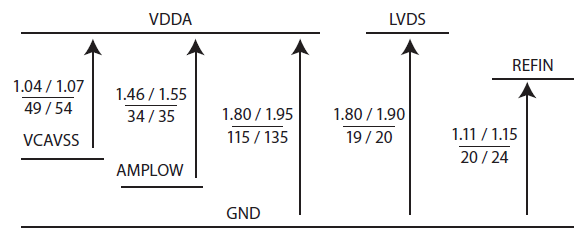 VDDA
LVDS
REFIN
1.04 / 1.07
49 / 54
1.46 / 1.55
34 / 35
1.80 / 1.95
115 / 135
1.80 / 1.90
19 / 20
1.11 / 1.15
20 / 24
VCAVSS
AMPLOW
GND